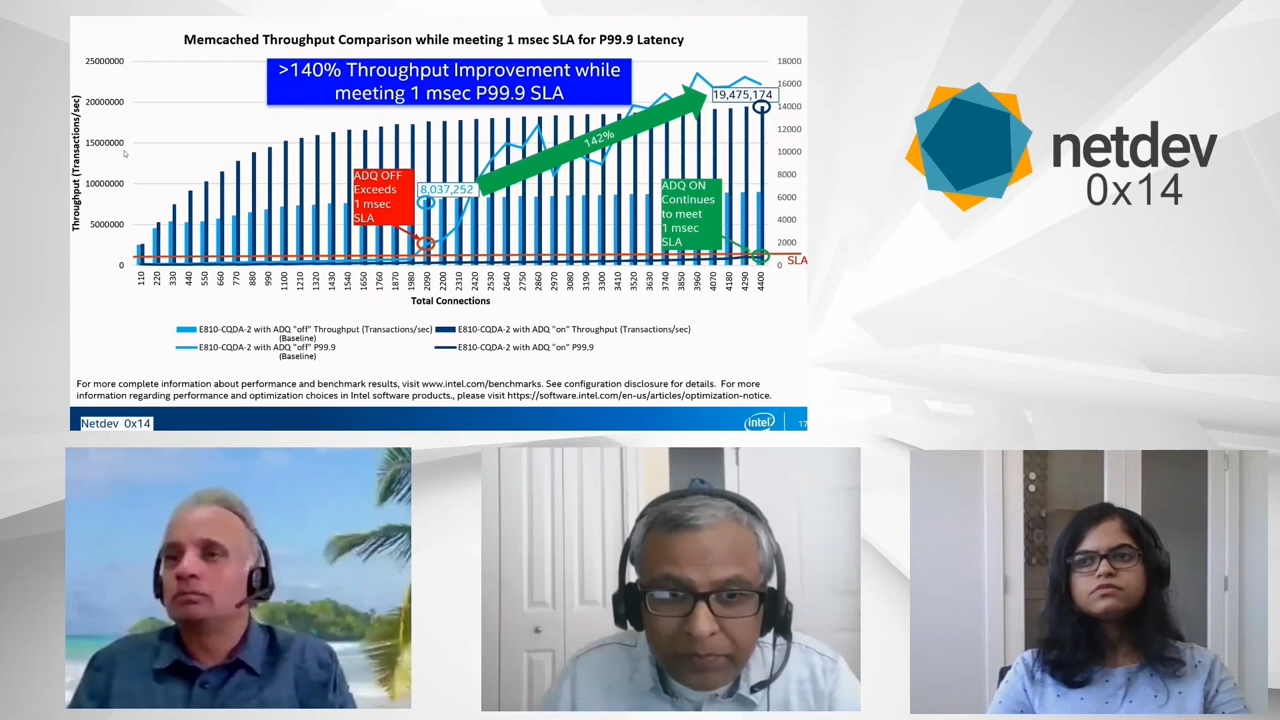 Memcached Throughput Comparison while meeting 1 msec SLA for P99.9 Latency
>140% Throughput Improvement while
meeting 1 msec P99.9 SLA
Throughput (Transactions/sec)
25000000
20000000
15000000
10000000
5000000
0
18000
16000
14000
12000
10000
8000
6000
4000
2000
0
19,475,174
142%
ADQ OFF
Exceeds
1 msec
SLA
8,037,252
ADQ ON
Continues
to meet
1 msec
SLA
SLA
110 220 330 440 550 660 770 880 990 1100 1210 1320 1430 1540 1650 1760 1870 1980 2090 2200 2310 2420 2530 2640 2750 2860 2970 3080 3190 3300 3410 3520 3630 3740 3850 3960 4070 4180 4290 4400
Total Connections
E810-CQDA-2 with ADQ "off" Throughput (Transactions/sec)
(Baseline)
E810-CQDA-2 with ADQ "on" Throughput (Transactions/sec)
E810-CQDA-2 with ADQ "off" P99.9
(Baseline)
E810-CQDA-2 with ADQ "on" P99.9
For more complete information about performance and benchmark results, visit www.intel.com/benchmarks. See configuration disclosure for details. For more
information regarding performance and optimization choices in Intel software products., please visit https://software.intel.com/en-us/articles/optimization-notice.
Netdev 0x14
intel
17
netdev
0x14